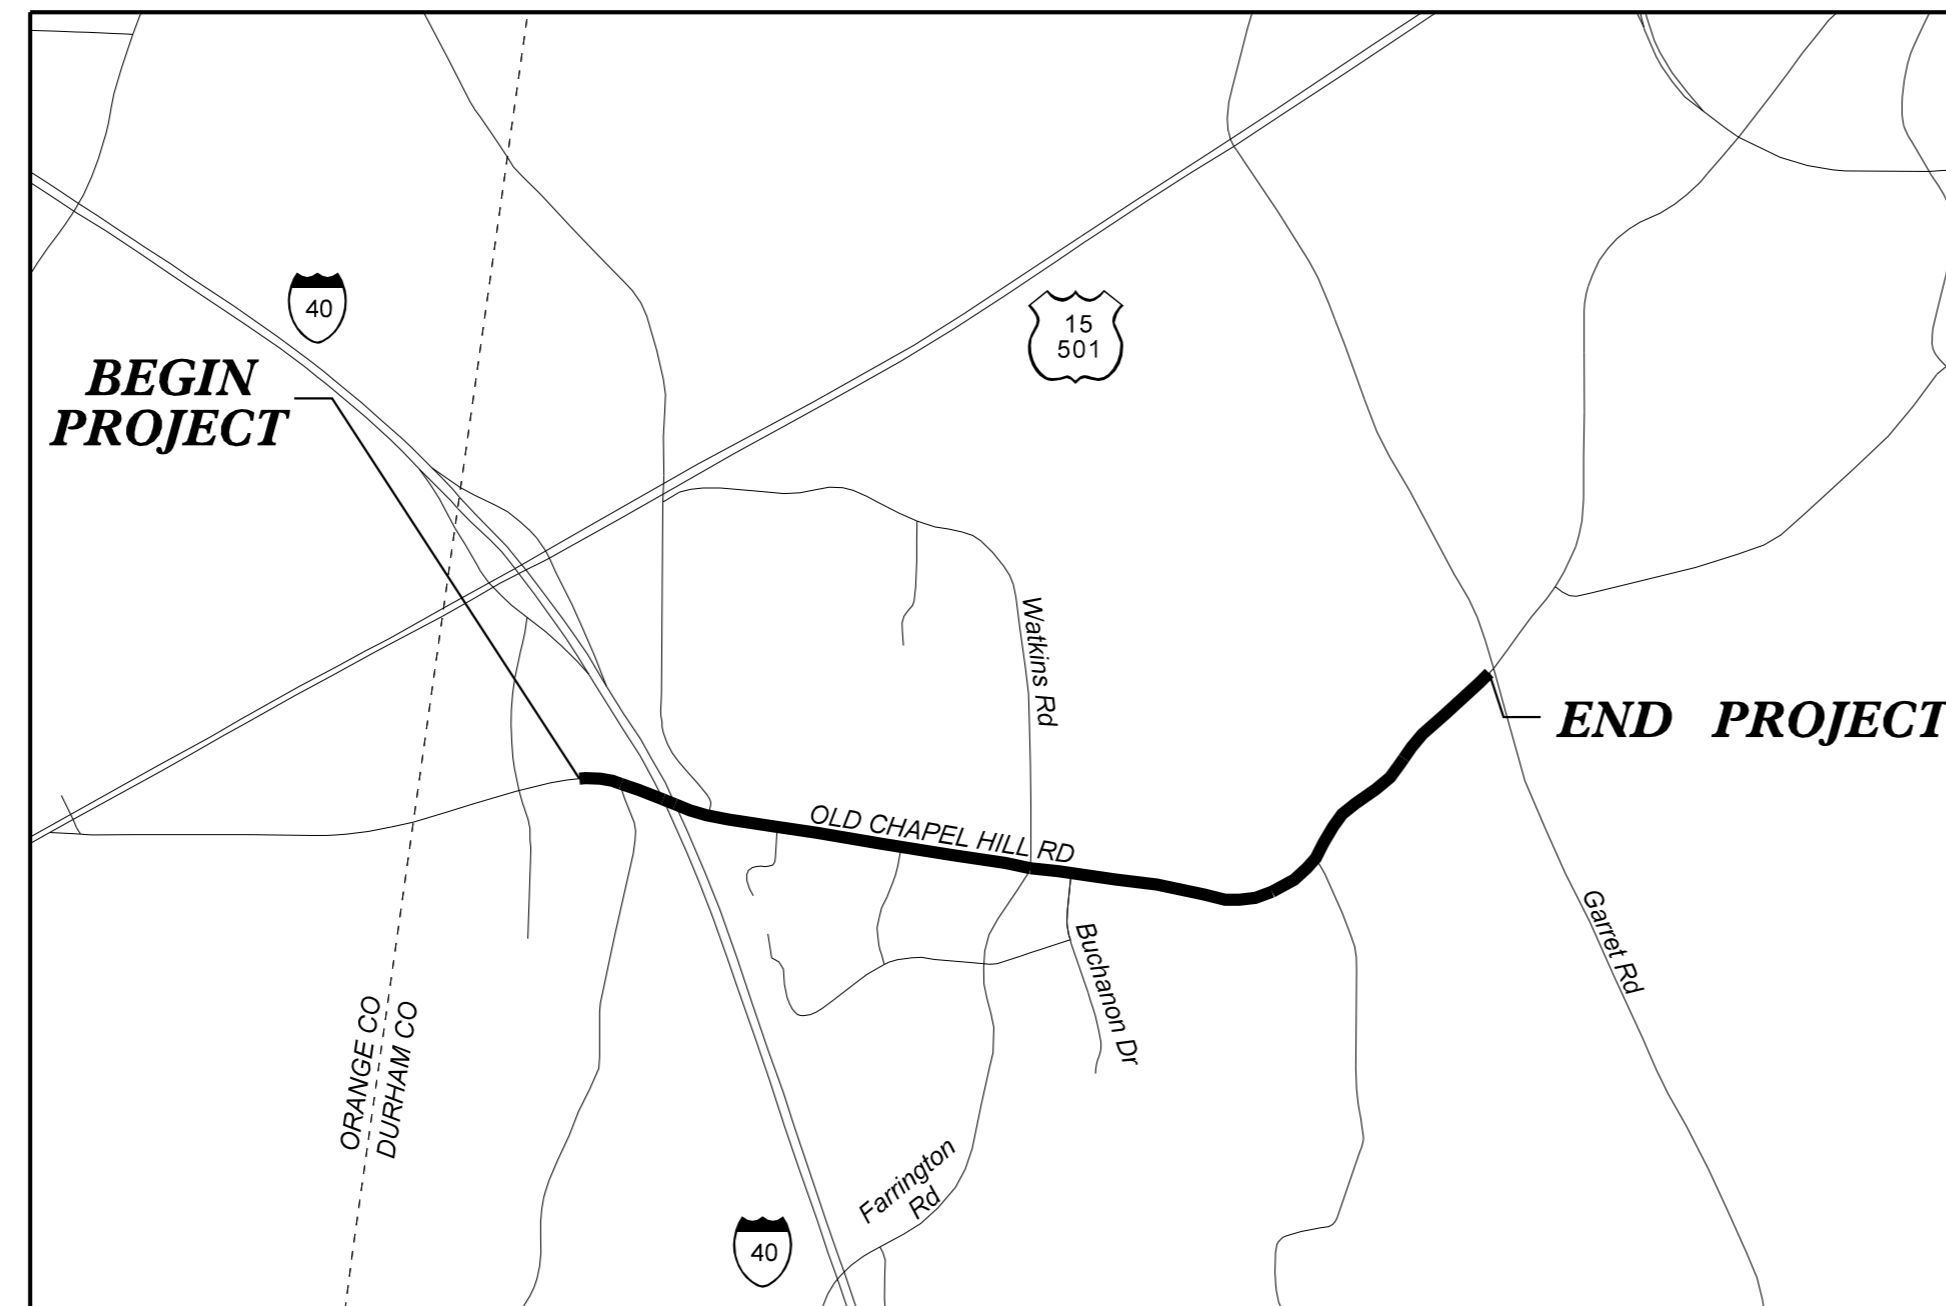 40
15
501
BEGIN
PROJECT
Watkins Rd
END PROJECT
OLD CHAPEL HILL RD
Garret Rd
Buchanon Dr
ORANGE CO
DURHAM CO
Farrington
Rd
40